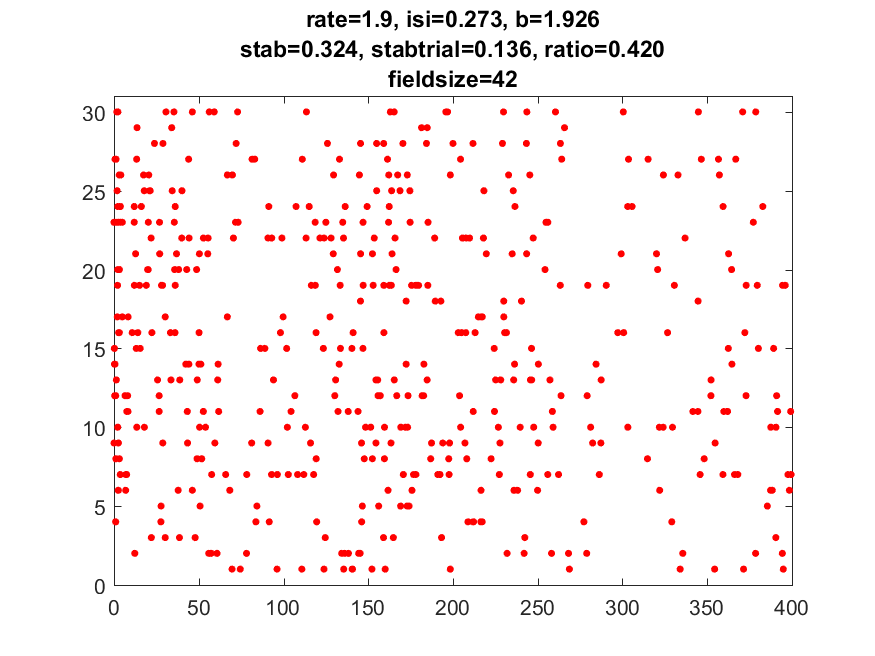 rate=1.9, isi=0.273, b=1.926
stab=0.324, stabtrial=0.136, ratio=0.420
fieldsize=42
30
25
20
15
10
5
0
0 50 100 150 200 250 300 350 400